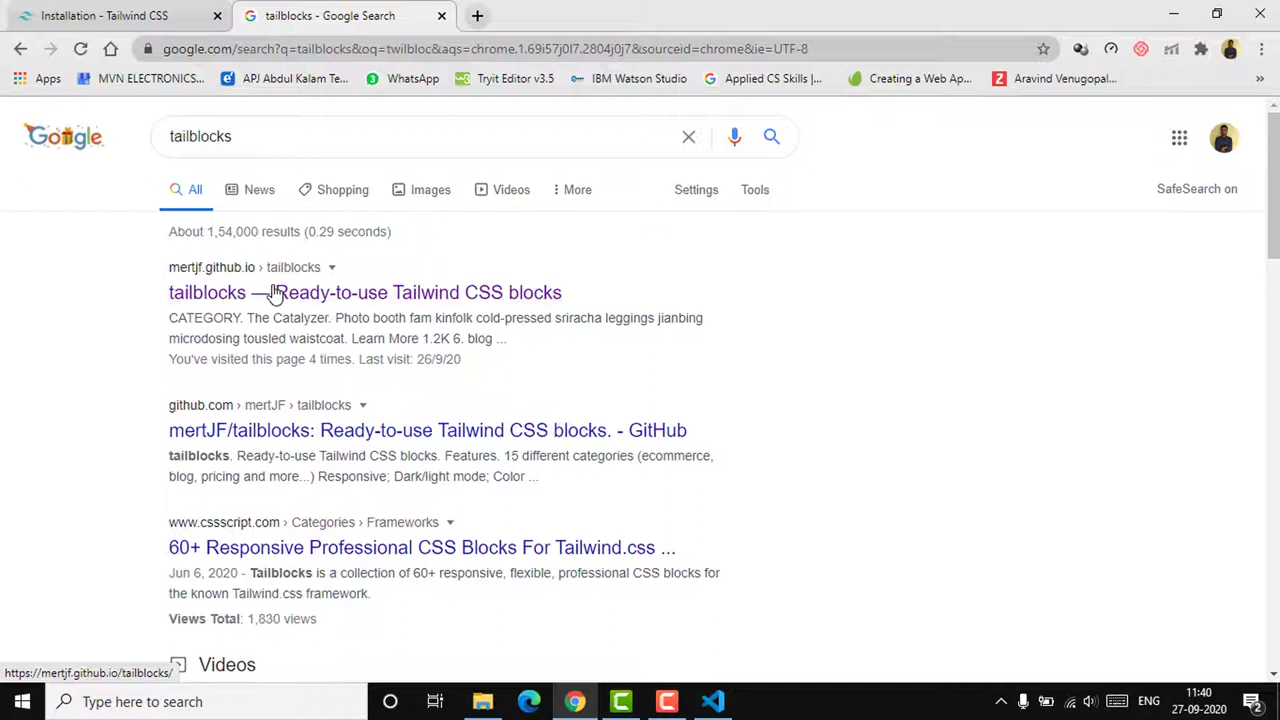 Installation - Tailwind CSS
tailblocks - Google Search
google.com/search?q=tailblocks&oq=twilbloc&aqs=chrome.1.69i57j0l7.2804j0j7&sourceid=chrome&ie=UTF-8
Apps MVN ELECTRONICS... APJ Abdul Kalam Te... WhatsApp Tryit Editor v3.5 IBM Watson Studio Applied CS Skills |... Creating a Web Ap... Aravind Venugopal... »
Google
tailblocks
All News Shopping Images Videos More Settings Tools SafeSearch on
About 1,54,000 results (0.29 seconds)
mertjf.github.io › tailblocks
tailblocks — Ready-to-use Tailwind CSS blocks
CATEGORY. The Catalyzer. Photo booth fam kinfolk cold-pressed sriracha leggings jianbing
microdosing tousled waistcoat. Learn More 1.2K 6. blog ...
You've visited this page 4 times. Last visit: 26/9/20
github.com › mertJF › tailblocks
mertJF/tailblocks: Ready-to-use Tailwind CSS blocks. - GitHub
tailblocks. Ready-to-use Tailwind CSS blocks. Features. 15 different categories (ecommerce,
blog, pricing and more...) Responsive; Dark/light mode; Color ...
www.cssscript.com › Categories › Frameworks
60+ Responsive Professional CSS Blocks For Tailwind.css ...
Jun 6, 2020 - Tailblocks is a collection of 60+ responsive, flexible, professional CSS blocks for
the known Tailwind.css framework.
Views Total: 1,830 views
Videos
https://mertjf.github.io/tailblocks/
Type here to search
ENG
11:40
27-09-2020
2